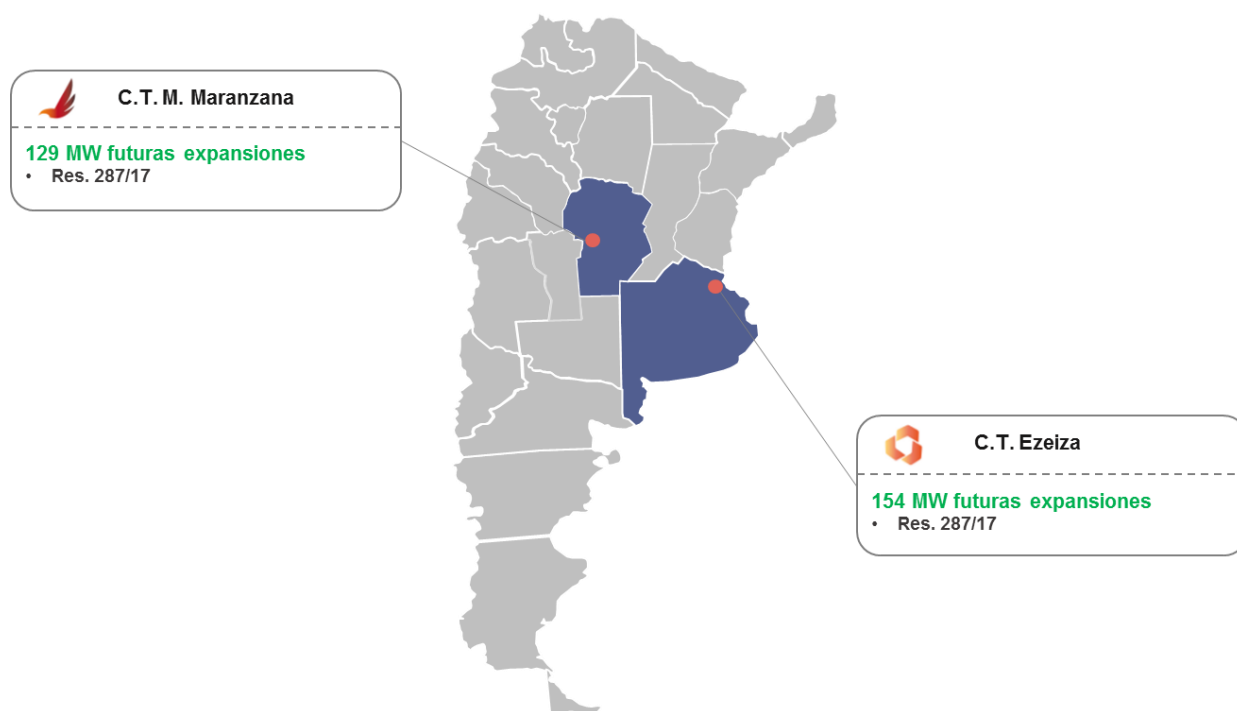 C.T. M. Maranzana
129 MW futuras expansiones
• Res. 287/17
C.T. Ezeiza
154 MW futuras expansiones
• Res. 287/17